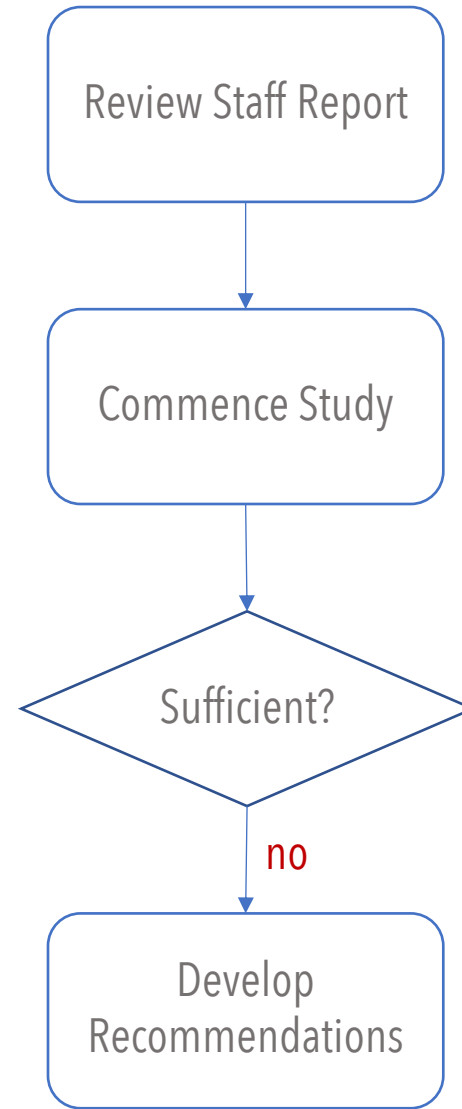 Review Staff Report
Commence Study
Sufficient?
no
Develop
Recommendations